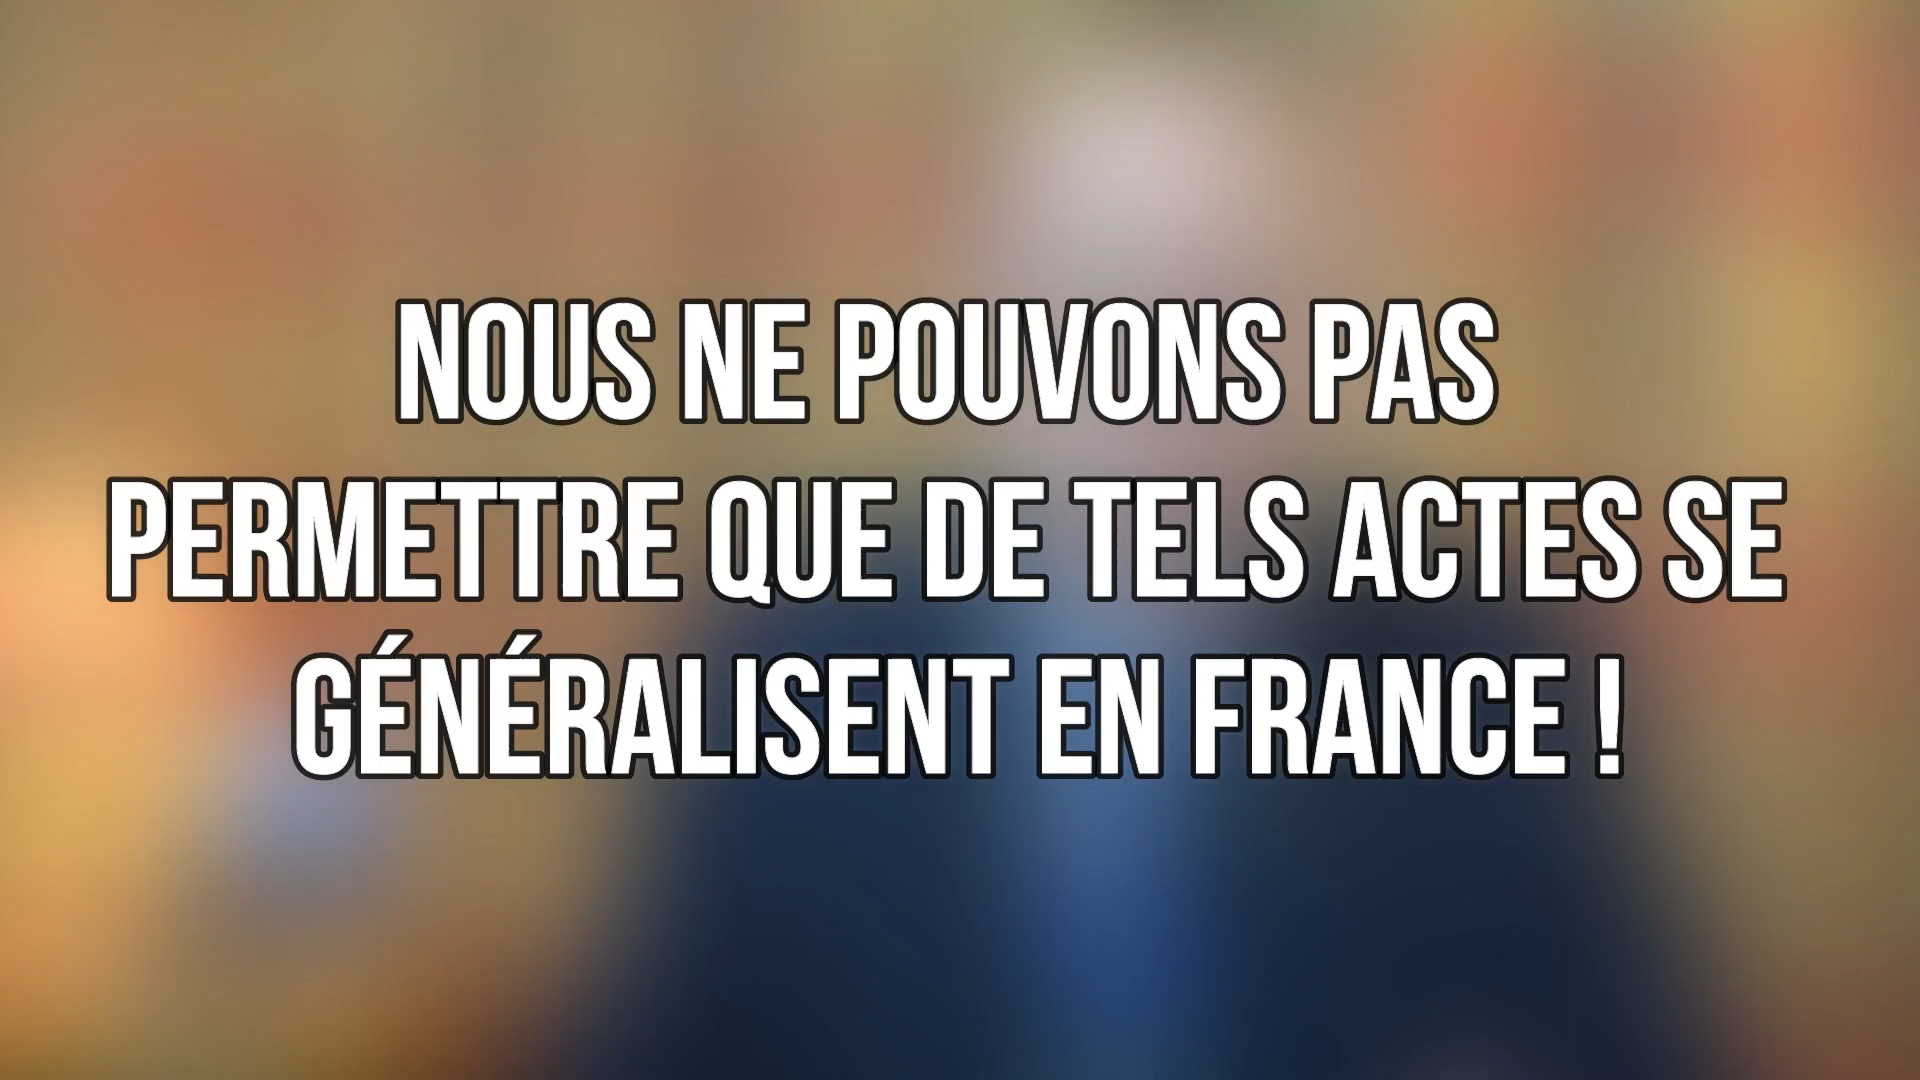 NOUS NE POUVONS PAS
PERMETTRE QUE DE TELS ACTES SE
GÉNÉRALISENT EN FRANCE !